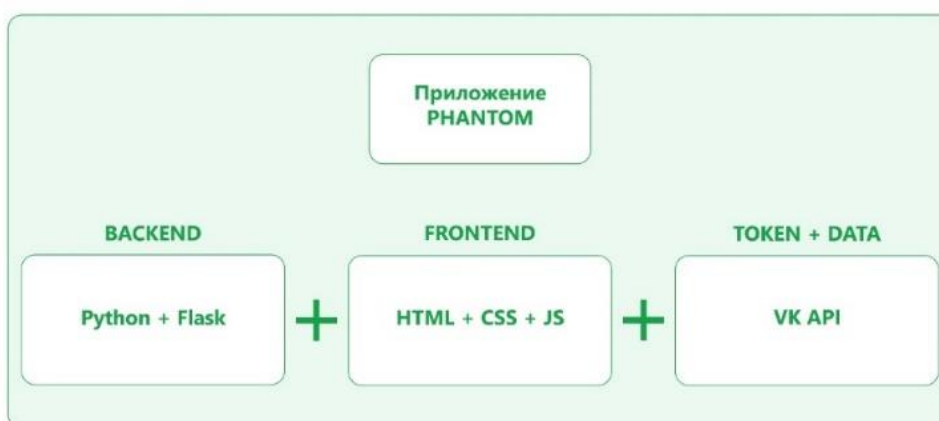 Приложение
PHANTOM
BACKEND
FRONTEND
TOKEN + DATA
Python + Flask
+
HTML + CSS + JS
+
VK API